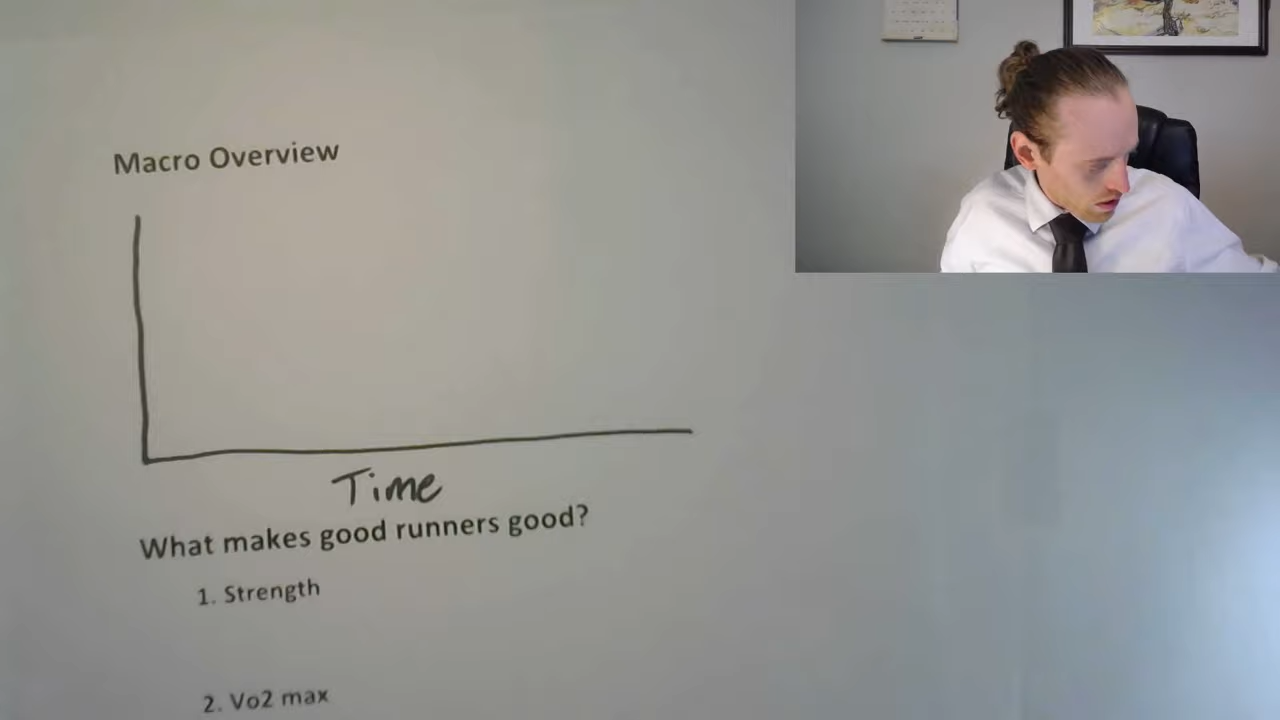 Macro Overview
Time
What makes good runners good?
1. Strength
2. Vo2 max